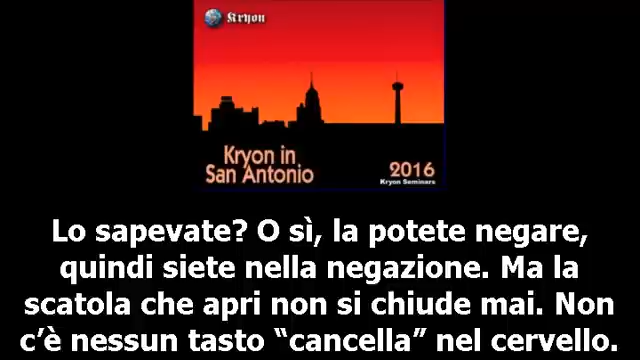 Kryon
Kryon in
San Antonio
2016
Kryon Seminars
Lo sapevate? O sì, la potete negare,
quindi siete nella negazione. Ma la
scatola che apri non si chiude mai. Non
c’è nessun tasto “cancella” nel cervello.